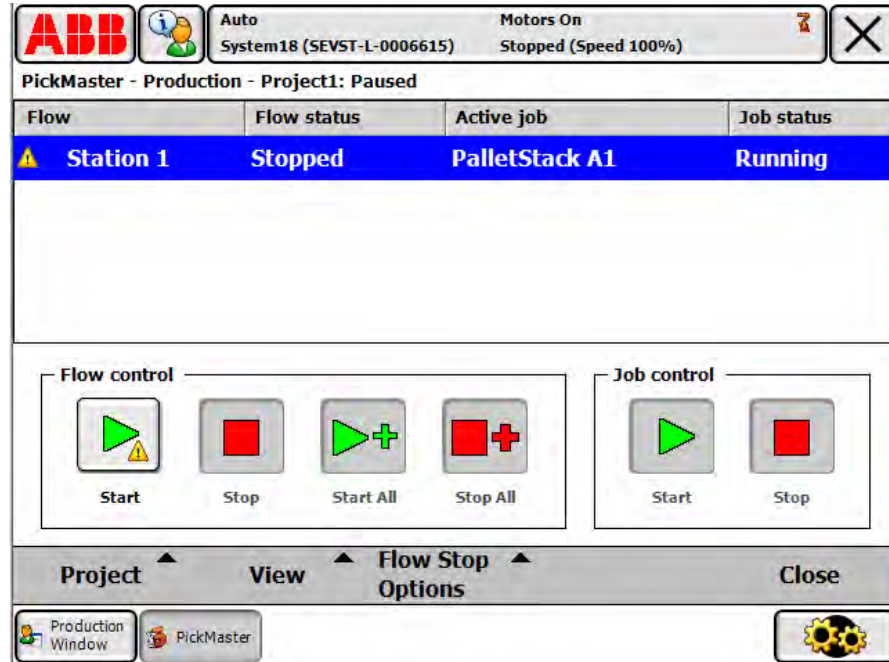 ABB
Auto
Motors On
System18 (SEVST-L-0006615)
Stopped (Speed 100%)
PickMaster - Production - Project1: Paused
Flow Flow status Active job Job status
Station 1 Stopped PalletStack A1 Running
Flow control
Job control
Start Stop Start All Stop All Start Stop
Project View Flow Stop Options Close
Production Window
PickMaster